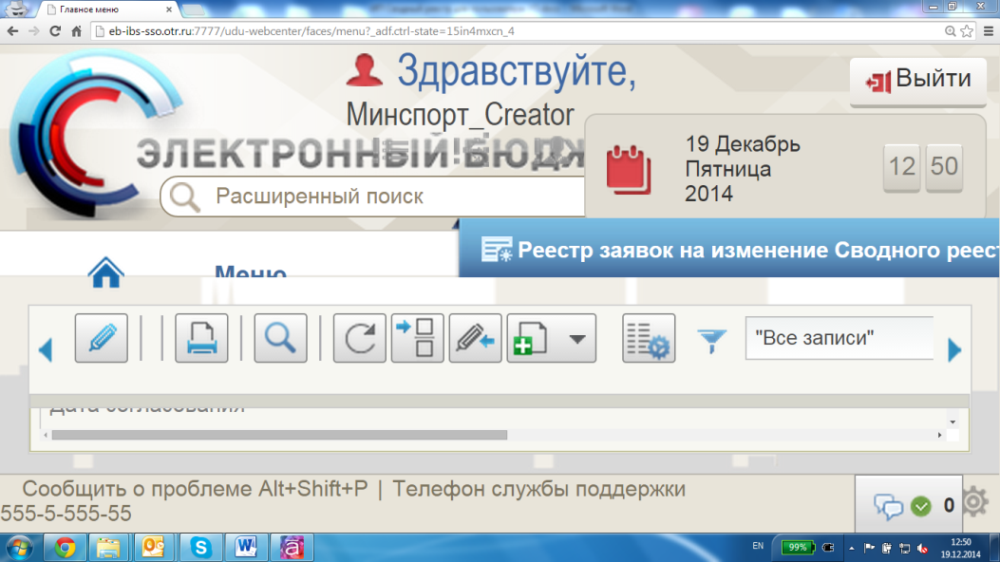 Главное меню
eb-ibs-sso.otr.ru:7777/udu-webcenter/faces/menu?_adf.ctrl-state=15in4mxcn_4
Здравствуйте,
Выйти
Минспорт_Creator
ЭЛЕКТРОННЫЙ БЮДЖ
19 Декабрь
Пятница
2014
12 50
Расширенный поиск
Меню
Реестр заявок на изменение Сводного реест
"Все записи"
Дата согласования
Сообщить о проблеме Alt+Shift+P | Телефон службы поддержки
555-5-555-55
0
EN
99%
12:50
19.12.2014